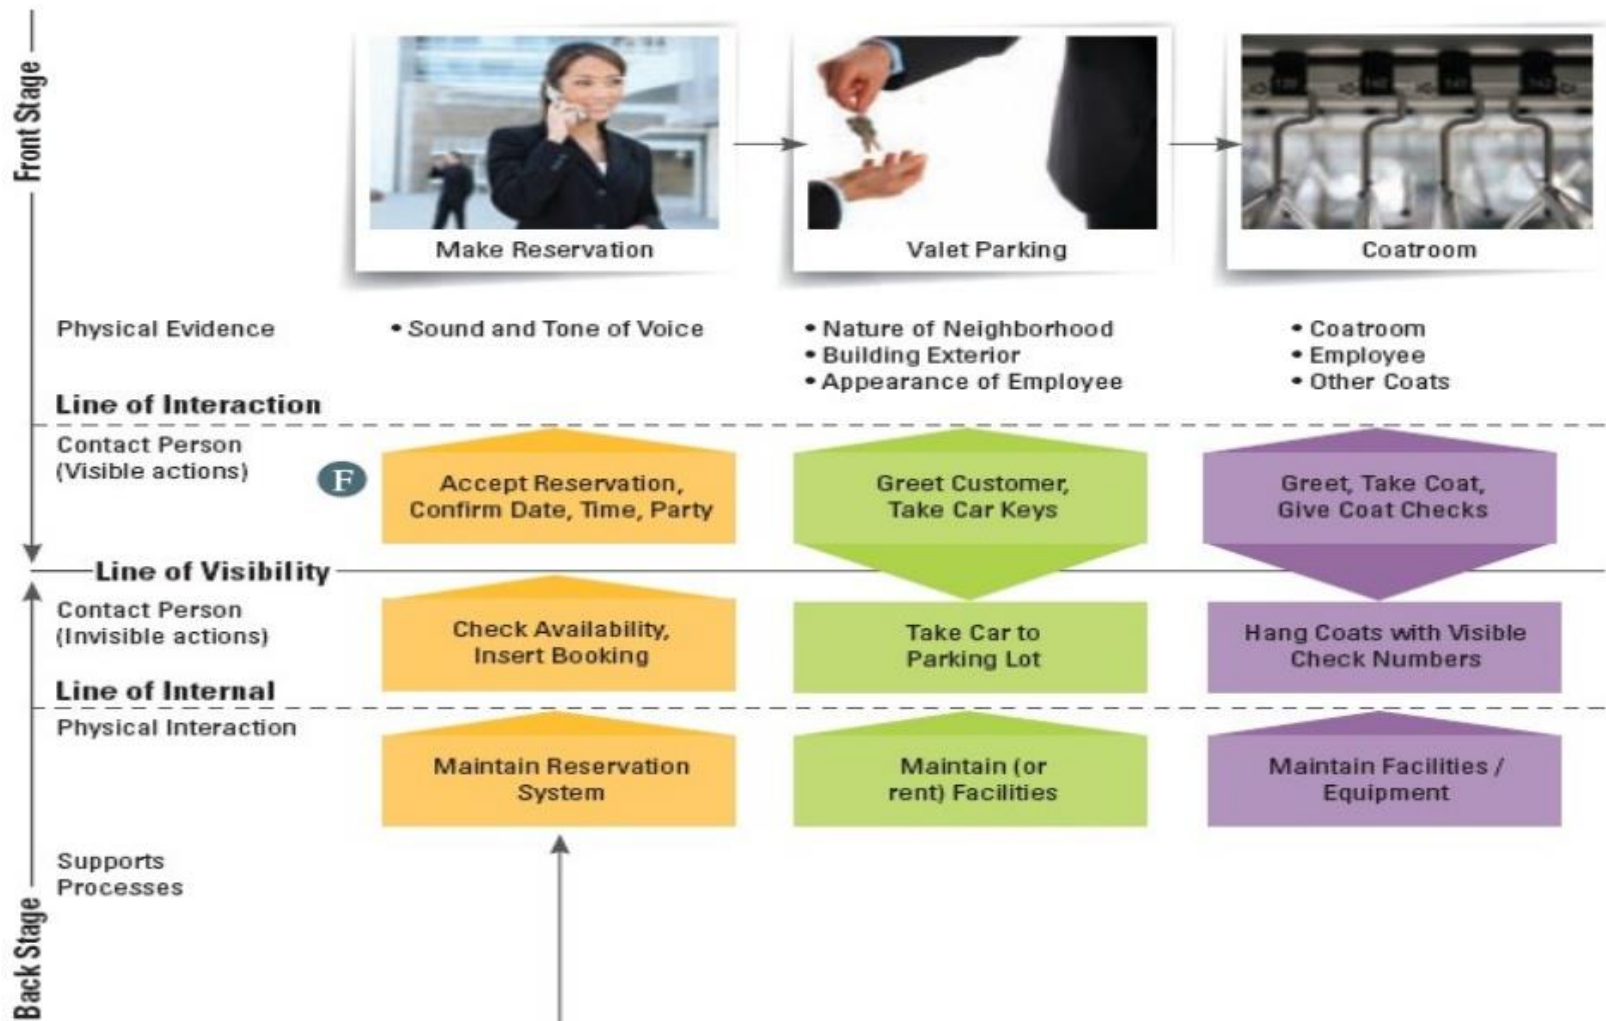 Front Stage
Make Reservation
Valet Parking
Coatroom
Physical Evidence
• Sound and Tone of Voice
• Nature of Neighborhood
• Building Exterior
• Appearance of Employee
• Coatroom
• Employee
• Other Coats
Line of Interaction
Contact Person
(Visible actions)
F
Accept Reservation,
Confirm Date, Time, Party
Greet Customer,
Take Car Keys
Greet, Take Coat,
Give Coat Checks
Line of Visibility
Contact Person
(Invisible actions)
Check Availability,
Insert Booking
Take Car to
Parking Lot
Hang Coats with Visible
Check Numbers
Line of Internal
Physical Interaction
Maintain Reservation
System
Maintain (or
rent) Facilities
Maintain Facilities /
Equipment
Supports
Processes
Back Stage